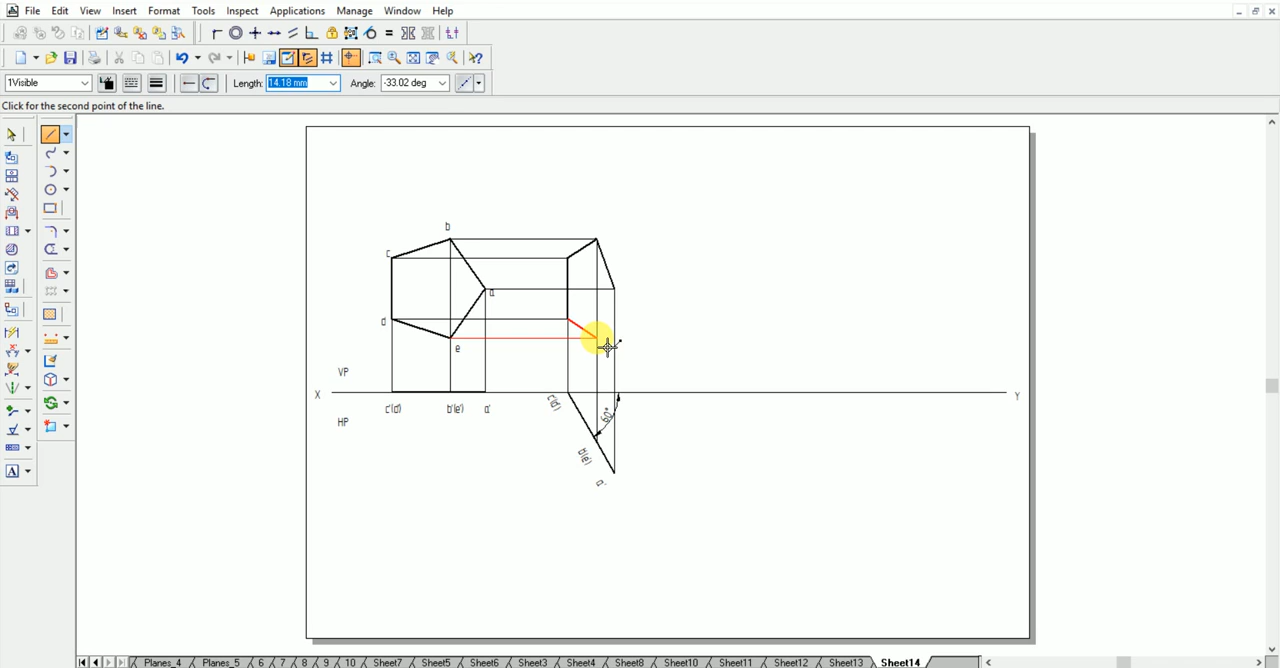 File Edit View Insert Format Tools Inspect Applications Manage Window Help
1Visible Length: 14.18 mm Angle: -33.02 deg
Click for the second point of the line.
b
c
a
d
e
VP
X Y
c'(d') b'(e') a' c'(d') 60°
HP
b'(e')
a'
Planes_4 Planes_5 6 7 8 9 10 Sheet7 Sheet5 Sheet6 Sheet3 Sheet4 Sheet8 Sheet10 Sheet11 Sheet12 Sheet13 Sheet14